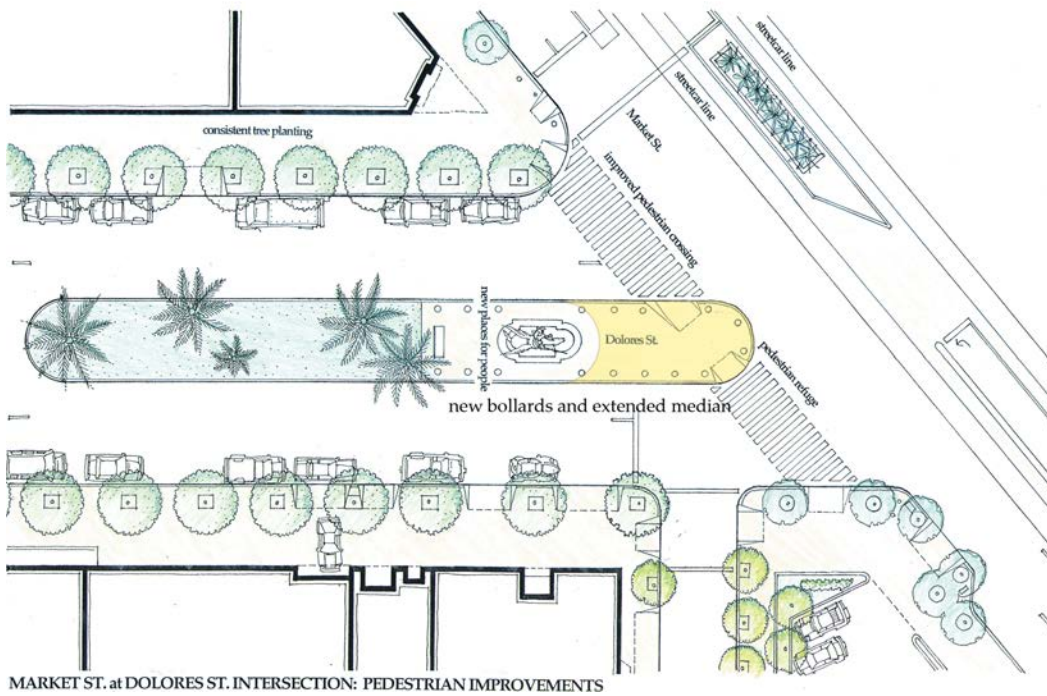 streetcar line
streetcar line
Market St.
consistent tree planting
improved pedestrian crossing
new places for people
Dolores St.
pedestrian refuge
new bollards and extended median
MARKET ST. at DOLORES ST. INTERSECTION: PEDESTRIAN IMPROVEMENTS